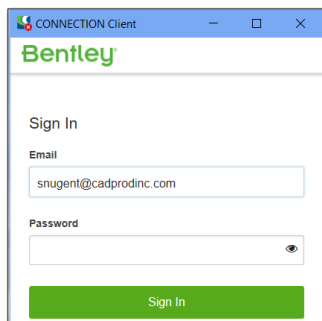 CONNECTION Client
Bentley
Sign In
Email
snugent@cadprodinc.com
Password
Sign In